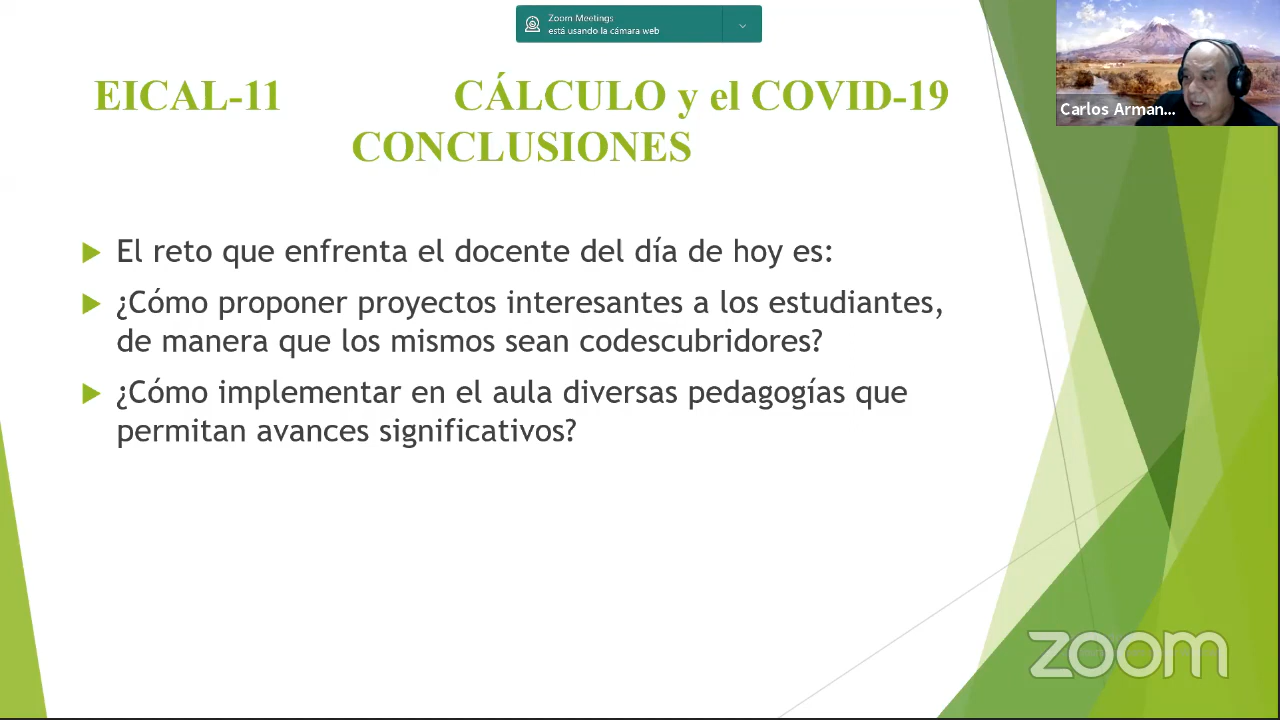 Zoom Meetings
está usando la cámara web
EICAL-11 CÁLCULO y el COVID-19
CONCLUSIONES
Carlos Arman...
El reto que enfrenta el docente del día de hoy es:
¿Cómo proponer proyectos interesantes a los estudiantes,
de manera que los mismos sean codescubridores?
¿Cómo implementar en el aula diversas pedagogías que
permitan avances significativos?
zoom